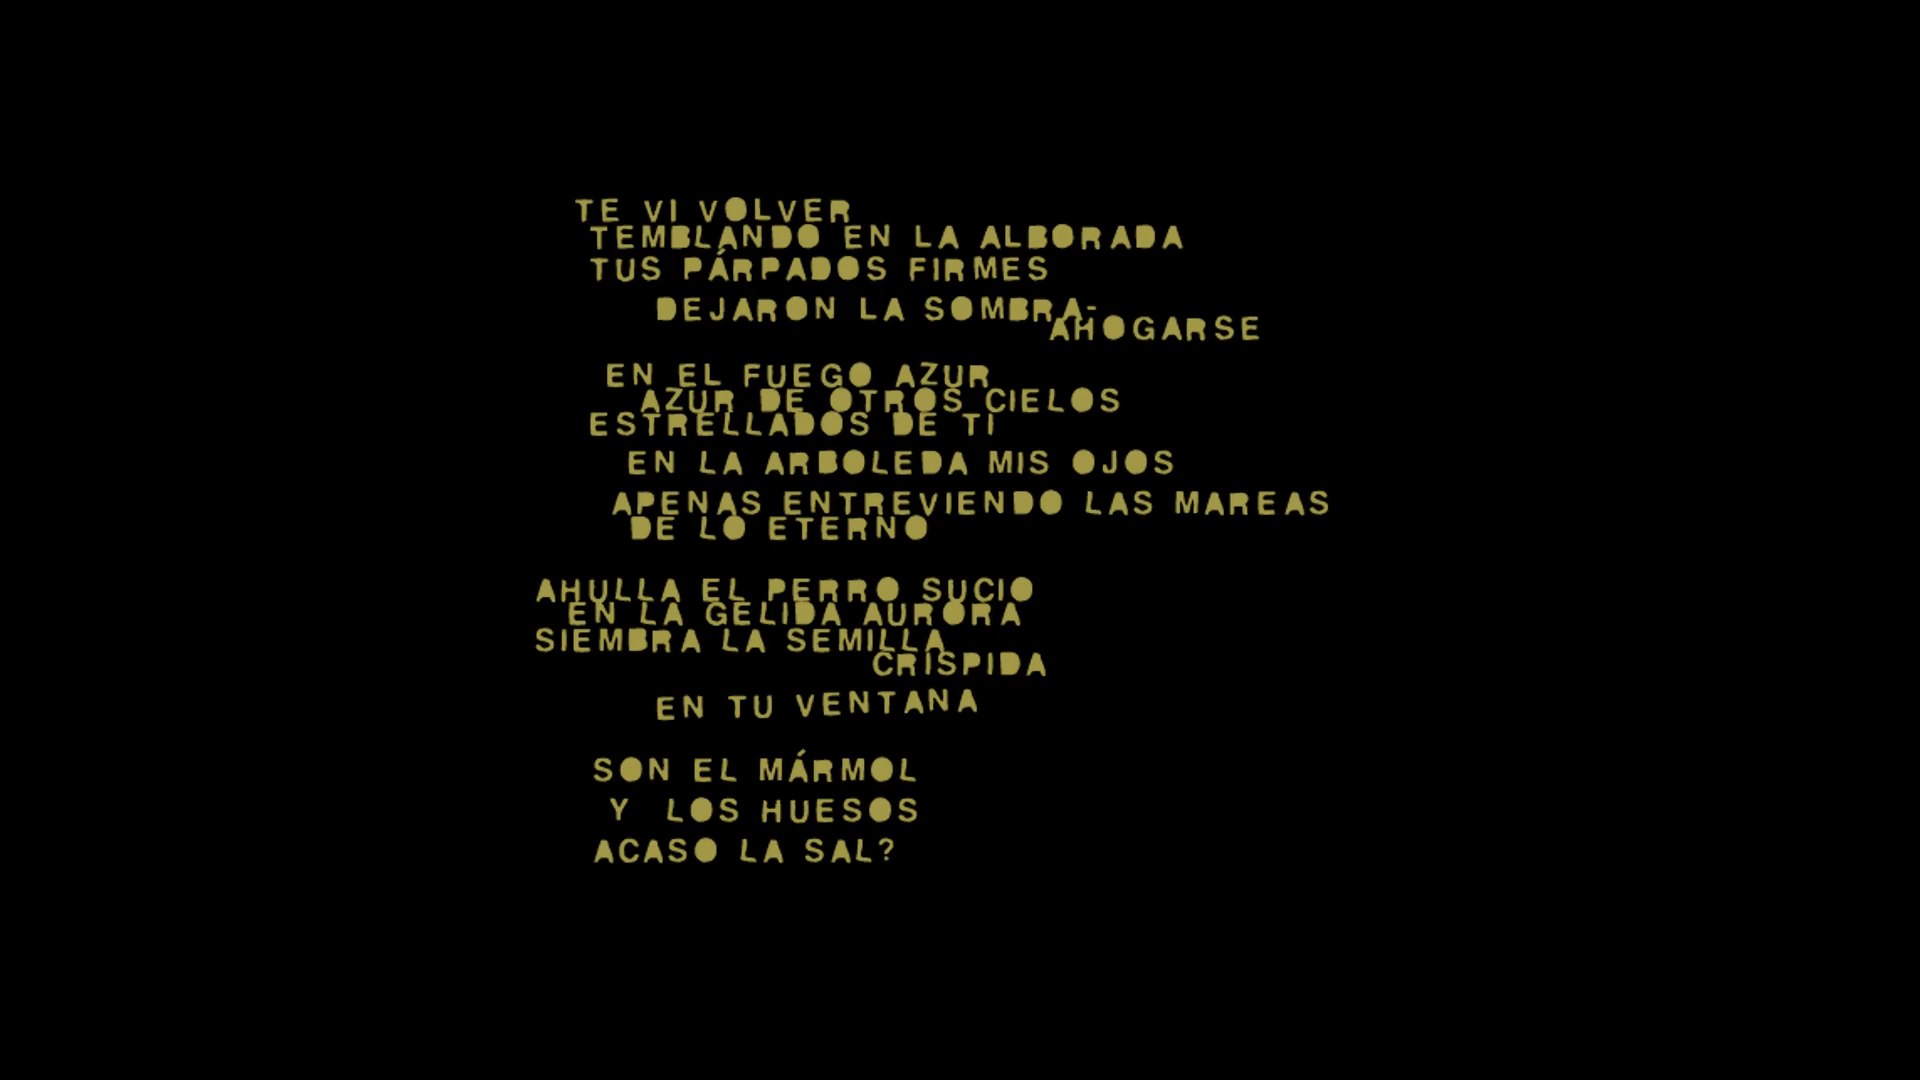 TE VI VOLVER
TEMBLANDO EN LA ALBORADA
TUS PÁRPADOS FIRMES
DEJARON LA SOMBRA-
AHOGARSE
EN EL FUEGO AZUR
AZUR DE OTROS CIELOS
ESTRELLADOS DE TI
EN LA ARBOLEDA MIS OJOS
APENAS ENTREVIENDO LAS MAREAS
DE LO ETERNO
AHULLA EL PERRO SUCIO
EN LA GELIDA AURORA
SIEMBRA LA SEMILLA
CRISPIDA
EN TU VENTANA
SON EL MÁRMOL
Y LOS HUESOS
ACASO LA SAL?